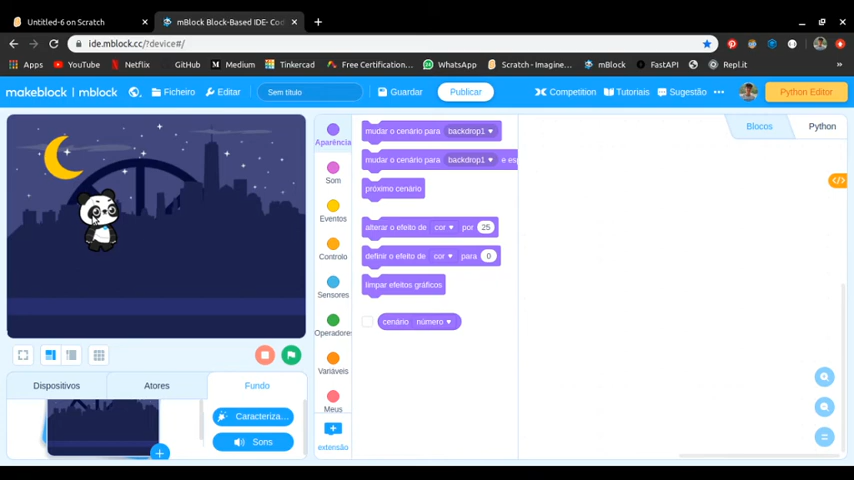 Untitled-6 on Scratch
mBlock Block-Based IDE- Cod
ide.mblock.cc/?device#/
Apps
YouTube
Netflix
GitHub
Medium
Tinkercad
Free Certification…
WhatsApp
Scratch - Imagine…
mBlock
FastAPI
Repl.it
makeblock | mblock
Ficheiro
Editar
Sem título
Guardar
Publicar
Competition
Tutoriais
Sugestão
Python Editor
Blocos
Python
Aparência
Som
Eventos
Controlo
Sensores
Operadores
Variáveis
Meus
extensão
mudar o cenário para backdrop1
mudar o cenário para backdrop1 e esp
próximo cenário
alterar o efeito de cor por 25
definir o efeito de cor para 0
limpar efeitos gráficos
cenário número
Dispositivos
Atores
Fundo
Caracteriza...
Sons